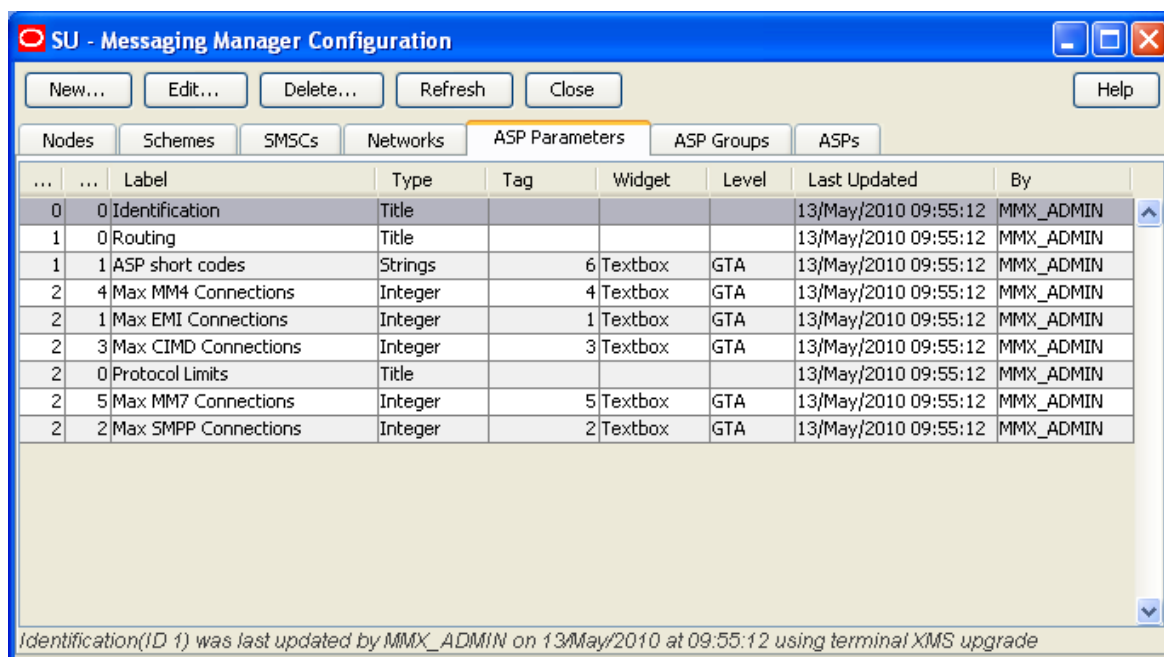 SU - Messaging Manager Configuration
New... Edit... Delete... Refresh Close Help
Nodes Schemes SMSCs Networks ASP Parameters ASP Groups ASPs
... ... Label Type Tag Widget Level Last Updated By
0 0 Identification Title 13/May/2010 09:55:12 MMX_ADMIN
1 0 Routing Title 13/May/2010 09:55:12 MMX_ADMIN
1 1 ASP short codes Strings 6 Textbox GTA 13/May/2010 09:55:12 MMX_ADMIN
2 4 Max MM4 Connections Integer 4 Textbox GTA 13/May/2010 09:55:12 MMX_ADMIN
2 1 Max EMI Connections Integer 1 Textbox GTA 13/May/2010 09:55:12 MMX_ADMIN
2 3 Max CIMD Connections Integer 3 Textbox GTA 13/May/2010 09:55:12 MMX_ADMIN
2 0 Protocol Limits Title 13/May/2010 09:55:12 MMX_ADMIN
2 5 Max MM7 Connections Integer 5 Textbox GTA 13/May/2010 09:55:12 MMX_ADMIN
2 2 Max SMPP Connections Integer 2 Textbox GTA 13/May/2010 09:55:12 MMX_ADMIN
Identification(ID 1) was last updated by MMX_ADMIN on 13/May/2010 at 09:55:12 using terminal XMS upgrade